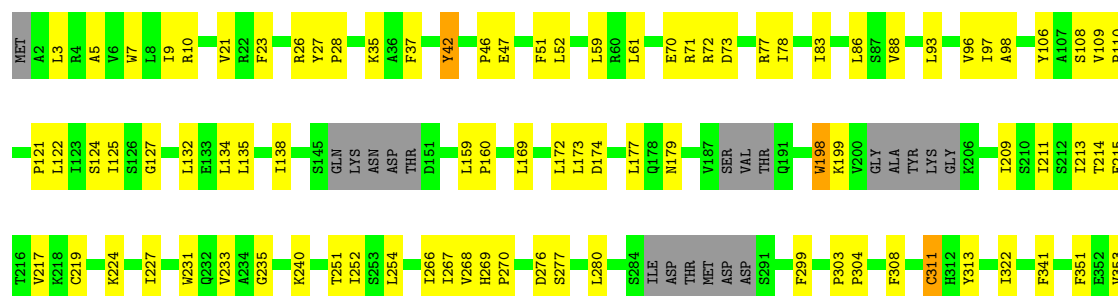 MET A2 L3 R4 A5 V6 W7 L8 I9 R10 V21 R22 F23 R26 Y27 P28 K35 A36 F37 Y42 P46 E47 F51 L52 L59 R60 L61 E70 R71 R72 D73 R77 I78 I83 L86 S87 V88 L93 V96 I97 A98 Y106 A107 S108 V109
P121 L122 I123 S124 I125 S126 G127 L132 E133 L134 L135 I138 S145 GLN LYS ASN ASP THR D151 L159 P160 L169 L172 L173 D174 L177 Q178 N179 V187 SER VAL THR Q191 W198 K199 V200 GLY ALA TYR LYS GLY K206 I209 S210 I211 S212 I213 T214
T216 V217 K218 C219 K224 I227 W231 Q232 V233 A234 G235 K240 T251 I252 S253 L254 I266 I267 V268 H269 P270 D276 S277 L280 S284 ILE ASP THR MET ASP ASP S291 F299 P303 P304 F308 C311 H312 Y313 I322 F341 F351 E352